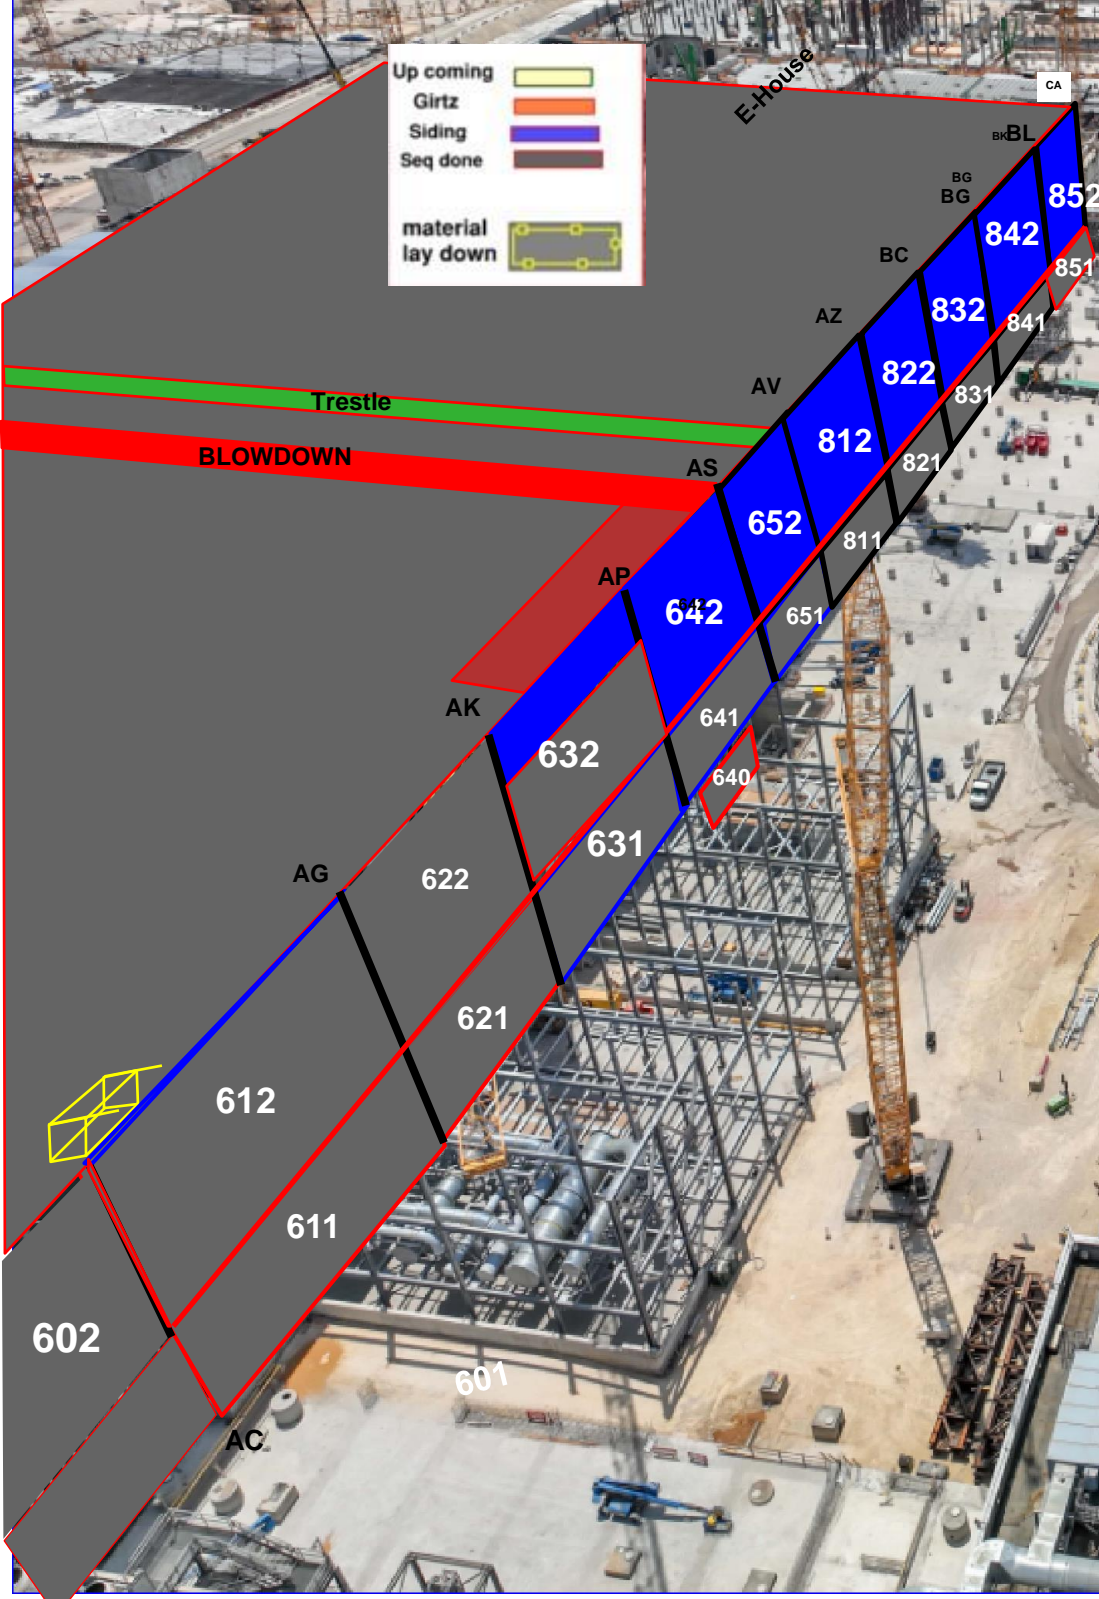 Up coming
Girtz
Siding
Seq done
material
lay down
E-House
CA
BK BL
852
BG
BG
842
851
BC
832
841
AZ
822
831
Trestle
AV
812
821
BLOWDOWN
AS
652
811
AP
642
642
651
AK
641
632
640
631
AG
622
621
612
611
602
601
AC